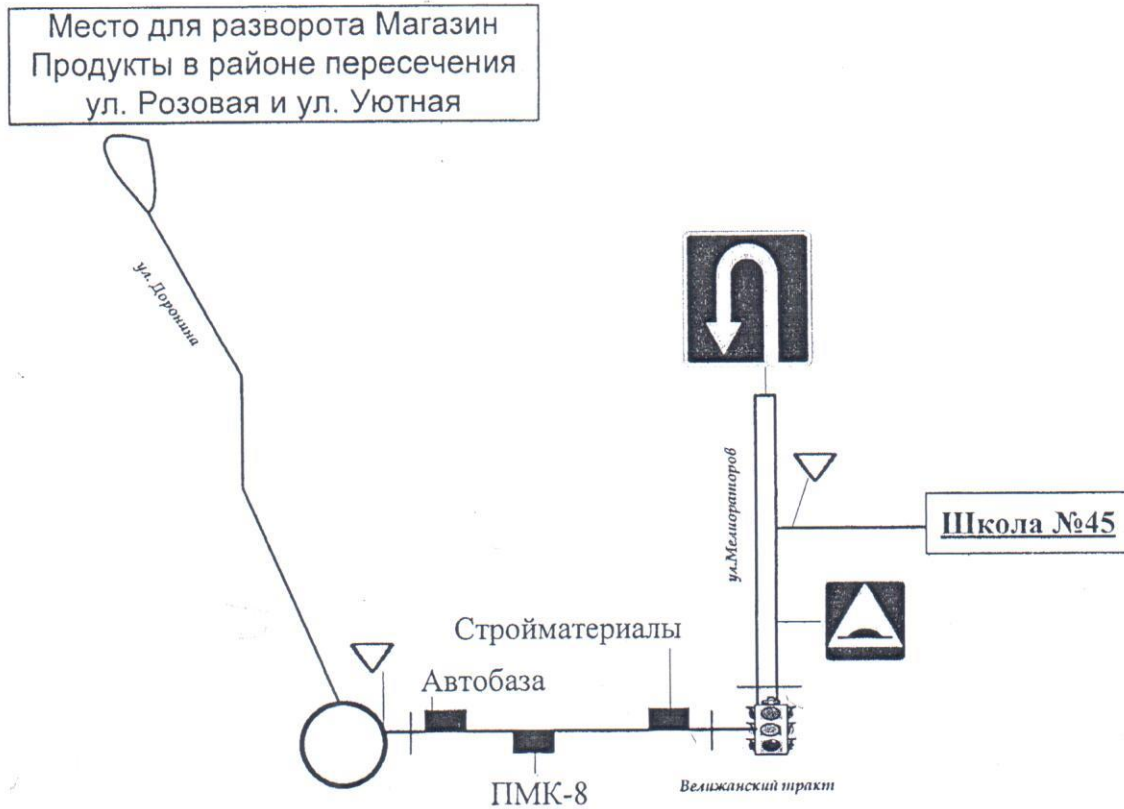 Место для разворота Магазин
Продукты в районе пересечения
ул. Розовая и ул. Уютная
ул. Доронина
ул.Мелиораторов
Школа №45
Стройматериалы
Автобаза
ПМК-8
Велижанский тракт